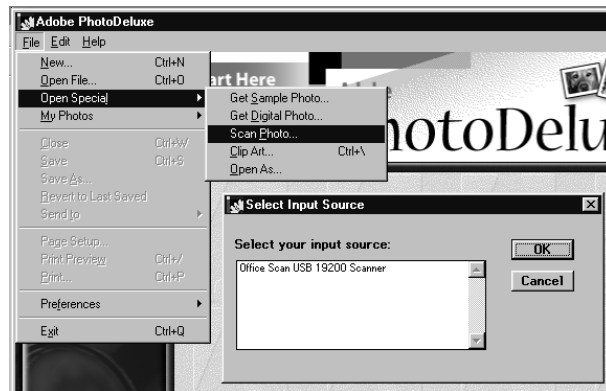 Adobe PhotoDeluxe
File Edit Help
New... Ctrl+N
Open File... Ctrl+O
Open Special
My Photos
Close Ctrl+W
Save Ctrl+S
Save As...
Revert to Last Saved
Send to
Page Setup...
Print Preview Ctrl+/
Print... Ctrl+P
Preferences
Exit Ctrl+Q
art Here
Get Sample Photo...
Get Digital Photo...
Scan Photo...
Clip Art... Ctrl+\
Open As...
hotoDelu
Select Input Source
Select your input source:
Office Scan USB 19200 Scanner
OK
Cancel